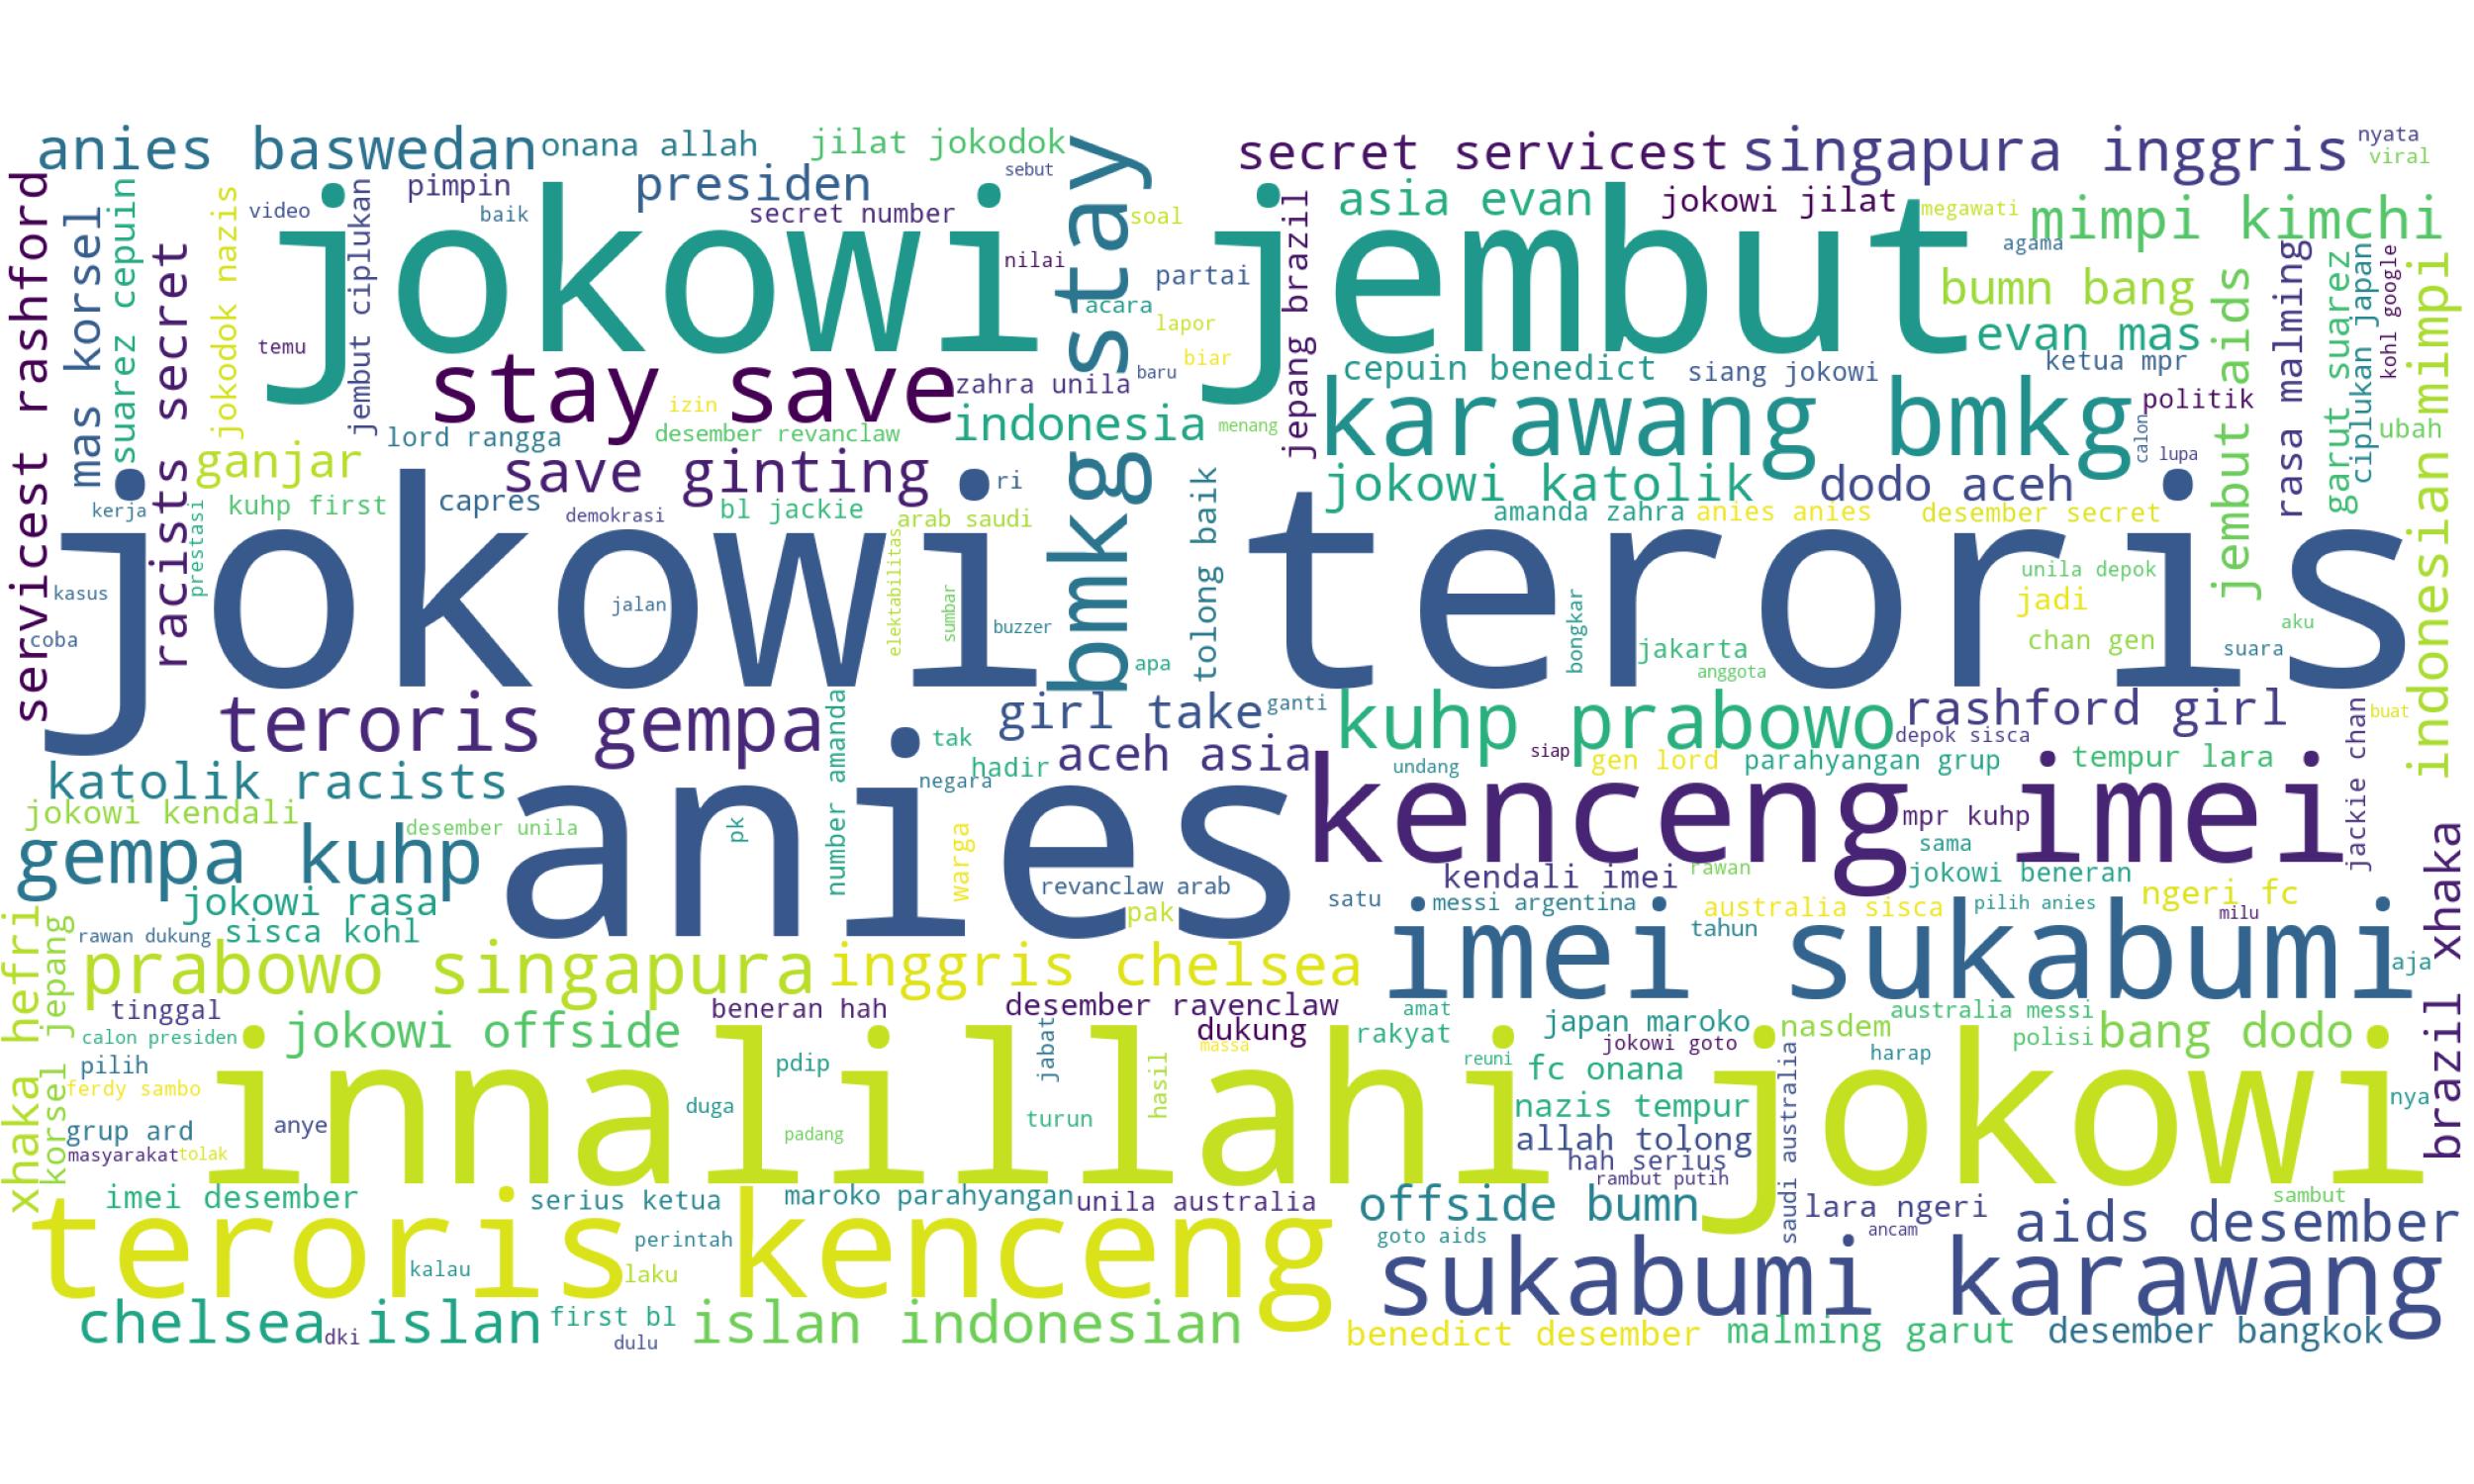 anies baswedan
onana allah
jilat jokodok
secret servicest
singapura inggris
nyata
viral
servicest rashford
mas korsel
suarez cepuin
racists secret
jokodok nazis
video
pimpin
baik
presiden
secret number
sebut
jembut ciplukan
jokowi
nilai
temu
stay save
izin
zahra unila
lord rangga
desember revanclaw
indonesia
bmkg stay
soal
acara
partai
lapor
biar
baru
menang
jepang brazil
asia evan
jokowi jilat
megawati
agama
mimpi kimchi
jembut
bumn bang
evan mas
ketua mpr
cepuin benedict
siang jokowi
karawang bmkg
politik
calon
lupa
jembut aids
rasa malming
garut suarez
ciplukan japan
kohl google
ubah
indonesian mimpi
ganjar
save ginting
ri
kuhp first
capres
demokrasi
bl jackie
arab saudi
kerja
prestasi
jokowi katolik
dodo aceh
amanda zahra
anies anies
desember secret
tolong baik
jokowi teroris
kasus
coba
jalan
elektabilitas
sumbar
buzzer
apa
bongkar
jakarta
anggota
unila depok
jadi
chan gen
aku
suara
teroris gempa
number amanda
tak
hadir
negara
girl take
ganti
aceh asia
kuhp prabowo
rashford girl
depok sisca
buat
siap
undang
gen lord
parahyangan grup
tempur lara
jackie chan
katolik racists
jokowi kendali
desember unila
gempa kuhp
anies
pk
warga
revanclaw arab
pak
kenceng imei
mpr kuhp
sama
kendali imei
rawan
jokowi beneran
satu
messi argentina
australia sisca
pilih anies
ngeri fc
milu
jokowi rasa
rawan dukung
sisca kohl
imei sukabumi
tahun
aja
brazil xhaka
xhaka hefri
korsel jepang
prabowo singapura
inggris chelsea
tinggal
beneran hah
desember ravenclaw
calon presiden
jokowi offside
dukung
massa
amat
rakyat
japan maroko
jokowi goto
nasdem
australia messi
polisi
bang dodo
pilih
ferdy sambo
pdip
jabat
hasil
reuni
fc onana
harap
innalillahi jokowi
duga
turun
padang
nazis tempur
nya
grup ard
anye
masyarakat
tolak
allah tolong
hah serius
rambut putih
saudi australia
imei desember
serius ketua
maroko parahyangan
unila australia
offside bumn
lara ngeri
sambut
ancam
aids desember
teroris kenceng
perintah
kalau
laku
goto aids
sukabumi karawang
chelsea islan
dki
first bl
dulu
islan indonesian
benedict desember
malming garut
desember bangkok